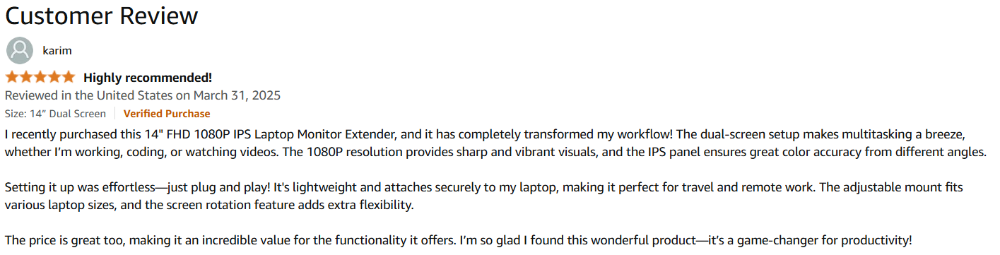 Customer Review
karim
Highly recommended!
Reviewed in the United States on March 31, 2025
Size: 14” Dual Screen Verified Purchase
I recently purchased this 14" FHD 1080P IPS Laptop Monitor Extender, and it has completely transformed my workflow! The dual-screen setup makes multitasking a breeze,
whether I’m working, coding, or watching videos. The 1080P resolution provides sharp and vibrant visuals, and the IPS panel ensures great color accuracy from different angles.
Setting it up was effortless—just plug and play! It's lightweight and attaches securely to my laptop, making it perfect for travel and remote work. The adjustable mount fits
various laptop sizes, and the screen rotation feature adds extra flexibility.
The price is great too, making it an incredible value for the functionality it offers. I’m so glad I found this wonderful product—it’s a game-changer for productivity!